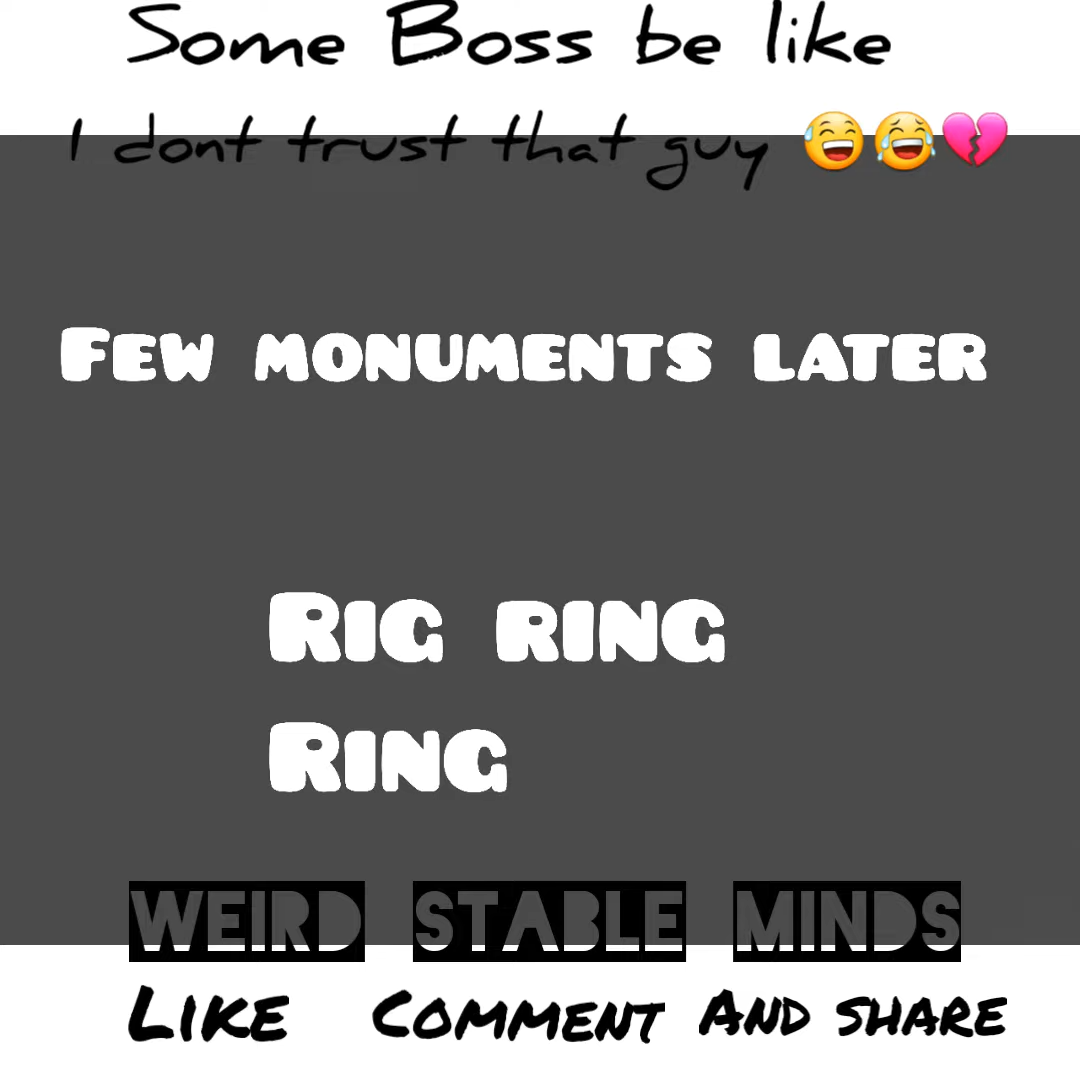 Some Boss be like
I dont trust that guy 😅😂💔
FEW MONUMENTS LATER
RIG RING
RING
WEIRD STABLE MINDS
LIKE COMMENT AND SHARE